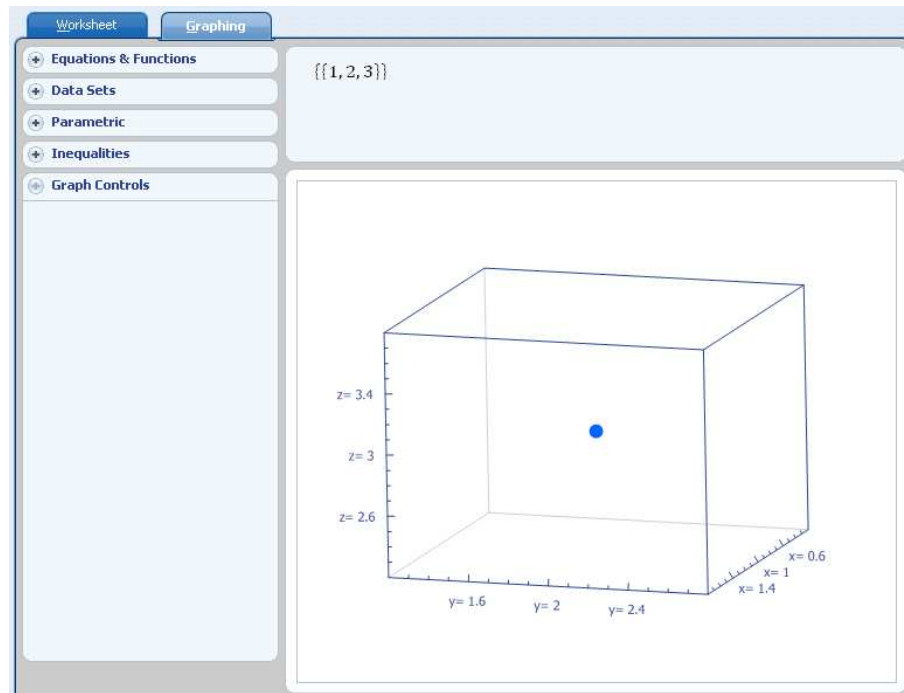 Worksheet Graphing
Equations & Functions
Data Sets
Parametric
Inequalities
Graph Controls
{{1, 2, 3}}
z= 3.4
z= 3
z= 2.6
y= 1.6
y= 2
y= 2.4
x= 0.6
x= 1
x= 1.4